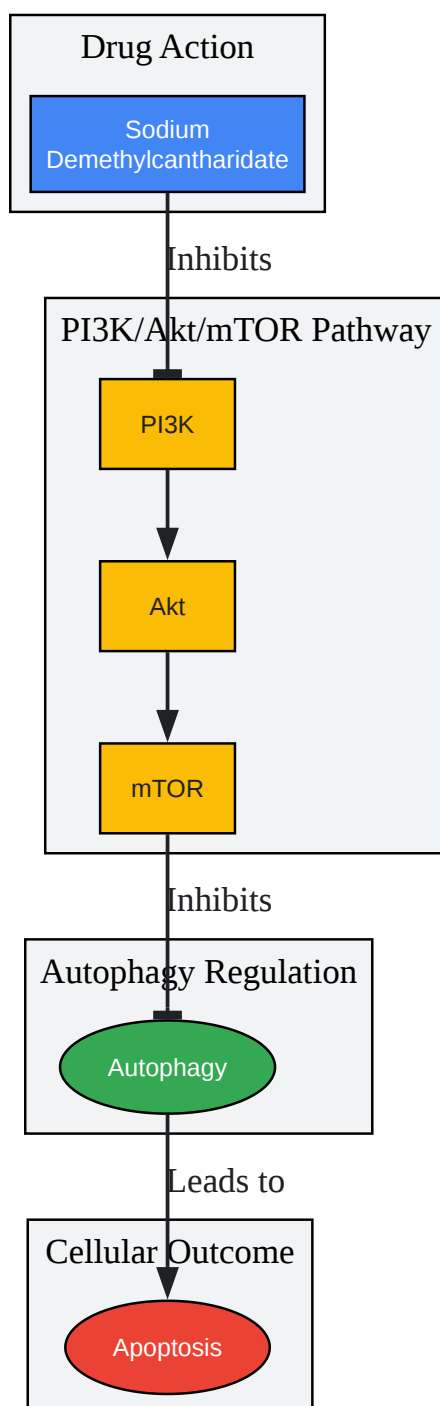 Drug Action
Sodium
Demethylcantharidate
Inhibits
PI3K/Akt/mTOR Pathway
PI3K
Akt
mTOR
Inhibits
Autophagy Regulation
Autophagy
Leads to
Cellular Outcome
Apoptosis